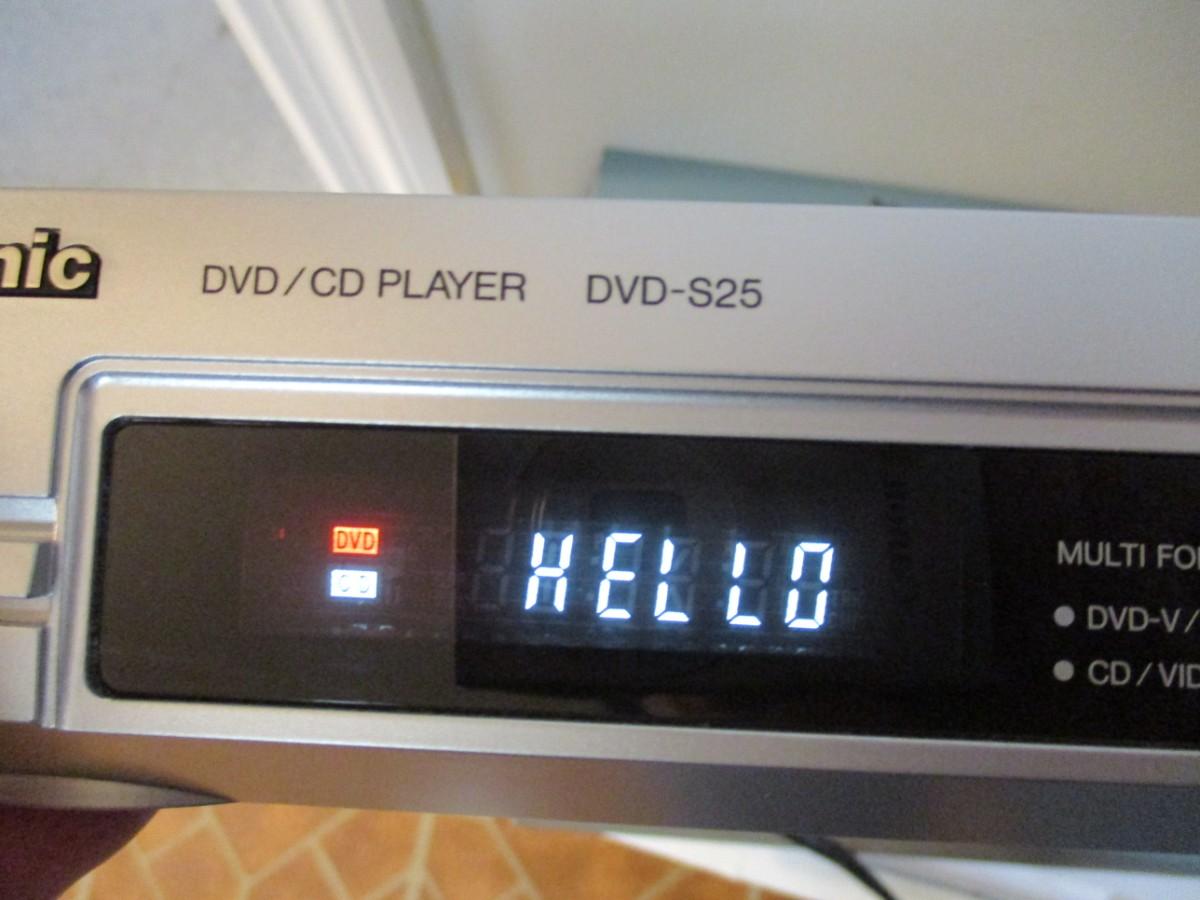 nic
DVD/CD PLAYER DVD-S25
DVD
CD
HELLO
MULTI FO
DVD-V/
CD/VID